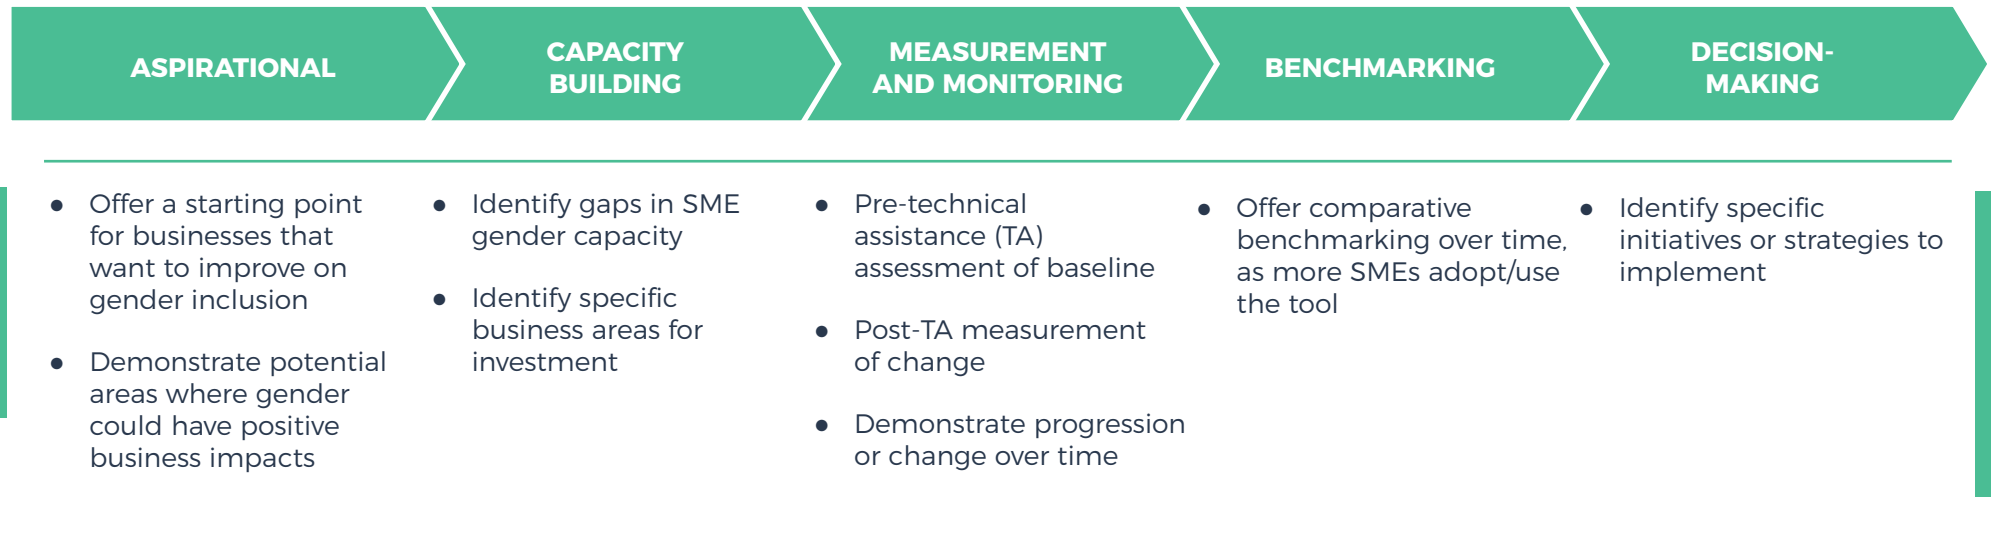 ASPIRATIONAL
CAPACITY
BUILDING
MEASUREMENT
AND MONITORING
BENCHMARKING
DECISION-
MAKING
● Offer a starting point
for businesses that
want to improve on
gender inclusion
● Demonstrate potential
areas where gender
could have positive
business impacts
● Identify gaps in SME
gender capacity
● Identify specific
business areas for
investment
● Pre-technical
assistance (TA)
assessment of baseline
● Post-TA measurement
of change
● Demonstrate progression
or change over time
● Offer comparative
benchmarking over time,
as more SMEs adopt/use
the tool
● Identify specific
initiatives or strategies to
implement